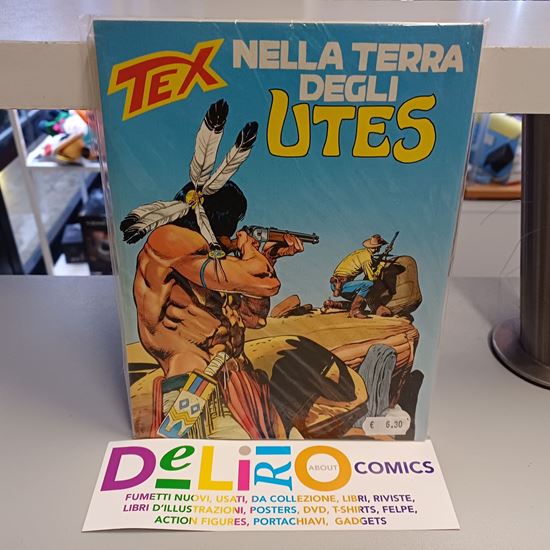 TEX
NELLA TERRA
DEGLI
UTES
€ 6,30
DeLiRiO ABOUT COMICS
FUMETTI NUOVI, USATI, DA COLLEZIONE, LIBRI, RIVISTE,
LIBRI D'ILLUSTRAZIONI, POSTERS, DVD, T-SHIRTS, FELPE,
ACTION FIGURES, PORTACHIAVI, GADGETS